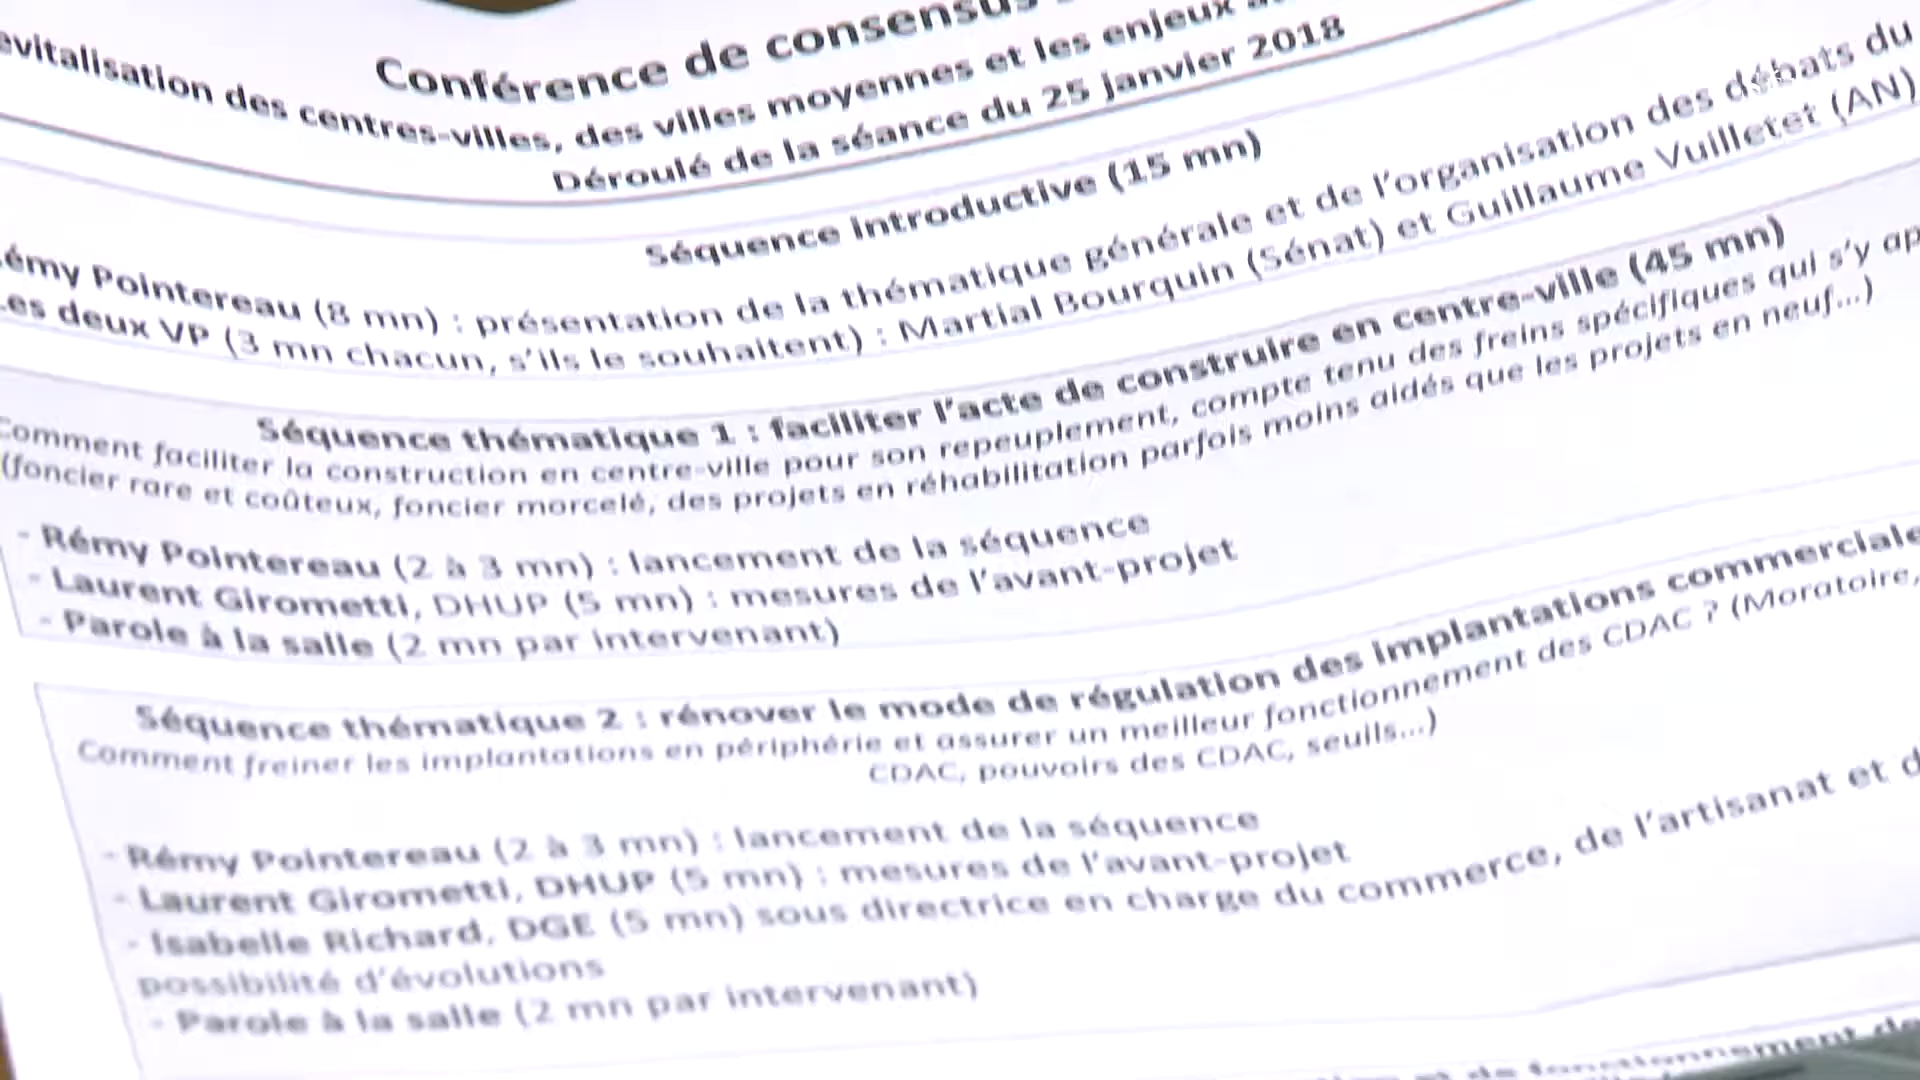 Conférence de consensus
evitalisation des centres-villes, des villes moyennes et les enjeux
Déroulé de la séance du 25 janvier 2018
Séquence introductive (15 mn)
émy Pointereau (8 mn) : présentation de la thématique générale et de l'organisation des débats du
Les deux VP (3 mn chacun, s'ils le souhaitent) : Martial Bourquin (Sénat) et Guillaume Vuilletet (AN)
Séquence thématique 1 : faciliter l'acte de construire en centre-ville (45 mn)
Comment faciliter la construction en centre-ville pour son repeuplement, compte tenu des freins spécifiques qui s'y ap
(foncier rare et coûteux, foncier morcelé, des projets en réhabilitation parfois moins aidés que les projets en neuf...)
- Rémy Pointereau (2 à 3 mn) : lancement de la séquence
- Laurent Girometti, DHUP (5 mn) : mesures de l'avant-projet
- Parole à la salle (2 mn par intervenant)
Séquence thématique 2 : rénover le mode de régulation des implantations commerciale
Comment freiner les implantations en périphérie et assurer un meilleur fonctionnement des CDAC ? (Moratoire,
CDAC, pouvoirs des CDAC, seuils...)
- Rémy Pointereau (2 à 3 mn) : lancement de la séquence
- Laurent Girometti, DHUP (5 mn) : mesures de l'avant-projet
- Isabelle Richard, DGE (5 mn) sous directrice en charge du commerce, de l'artisanat et d
possibilité d'évolutions
- Parole à la salle (2 mn par intervenant)
et de fonctionnement de